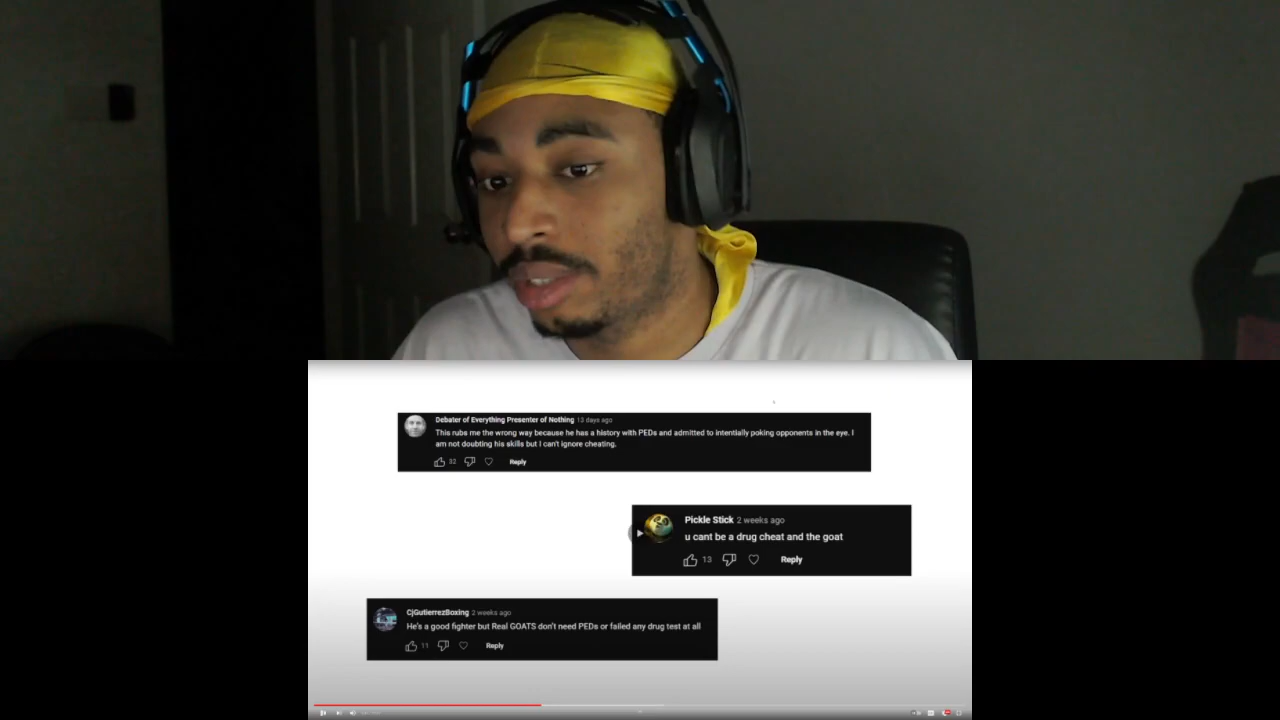 Debater of Everything Presenter of Nothing 13 days ago
This rubs me the wrong way because he has a history with PEDs and admitted to intentially poking opponents in the eye. I
am not doubting his skills but I can't ignore cheating.
32 Reply
Pickle Stick 2 weeks ago
u cant be a drug cheat and the goat
13 Reply
CjGutierrezBoxing 2 weeks ago
He's a good fighter but Real GOATS don't need PEDs or failed any drug test at all
11 Reply